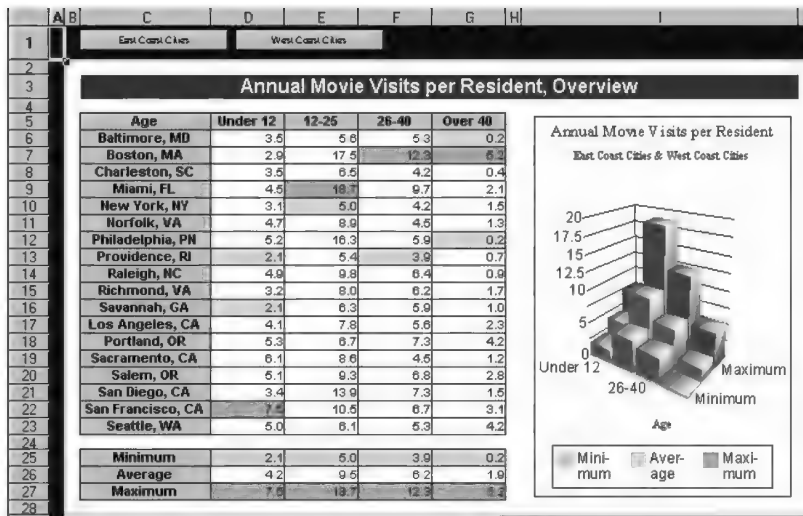 A B C D E F G H I
1 East Coast Cities West Coast Cities
2
3 Annual Movie Visits per Resident, Overview
4
5 Age Under 12 12-25 26-40 Over 40
6 Baltimore, MD 3.5 5.6 5.3 0.2
7 Boston, MA 2.9 17.5 12.3 5.2
8 Charleston, SC 3.5 6.5 4.2 0.4
9 Miami, FL 4.5 18.7 9.7 2.1
10 New York, NY 3.1 5.0 4.2 1.5
11 Norfolk, VA 4.7 8.9 4.5 1.3
12 Philadelphia, PN 5.2 16.3 5.9 0.2
13 Providence, RI 2.1 5.4 3.9 0.7
14 Raleigh, NC 4.9 9.8 6.4 0.9
15 Richmond, VA 3.2 8.0 6.2 1.7
16 Savannah, GA 2.1 6.3 5.9 1.0
17 Los Angeles, CA 4.1 7.8 5.6 2.3
18 Portland, OR 5.3 6.7 7.3 4.2
19 Sacramento, CA 6.1 8.6 4.5 1.2
20 Salem, OR 5.1 9.3 6.8 2.8
21 San Diego, CA 3.4 13.9 7.3 1.5
22 San Francisco, CA 7.5 10.5 6.7 3.1
23 Seattle, WA 5.0 6.1 5.3 4.2
24
25 Minimum 2.1 5.0 3.9 0.2
26 Average 4.2 9.5 6.2 1.9
27 Maximum 7.5 18.7 12.3 5.2
28
Annual Movie Visits per Resident
East Coast Cities & West Coast Cities
20
17.5
15
12.5
10
5
0
Under 12
26-40
Maximum
Minimum
Age
Mini-
mum
Aver-
age
Maxi-
mum